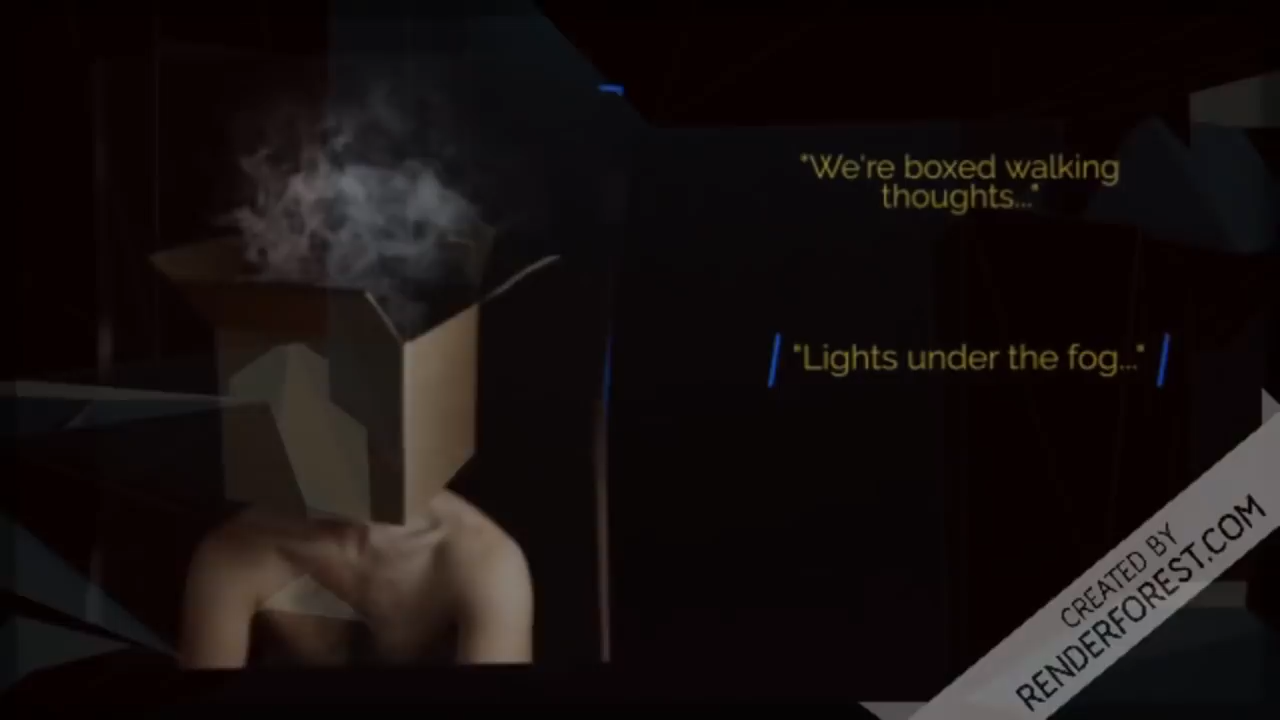 "We're boxed walking
thoughts..."
"Lights under the fog..."
CREATED BY
RENDERFOREST.COM